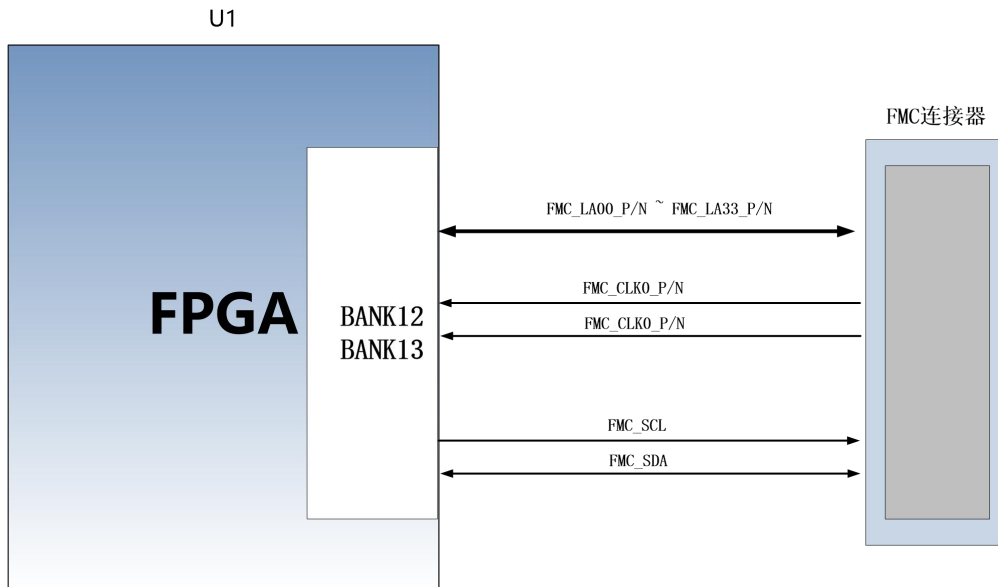 U1
FMC连接器
FMC_LA00_P/N ~ FMC_LA33_P/N
FMC_CLK0_P/N
FPGA
BANK12
FMC_CLK0_P/N
BANK13
FMC_SCL
FMC_SDA